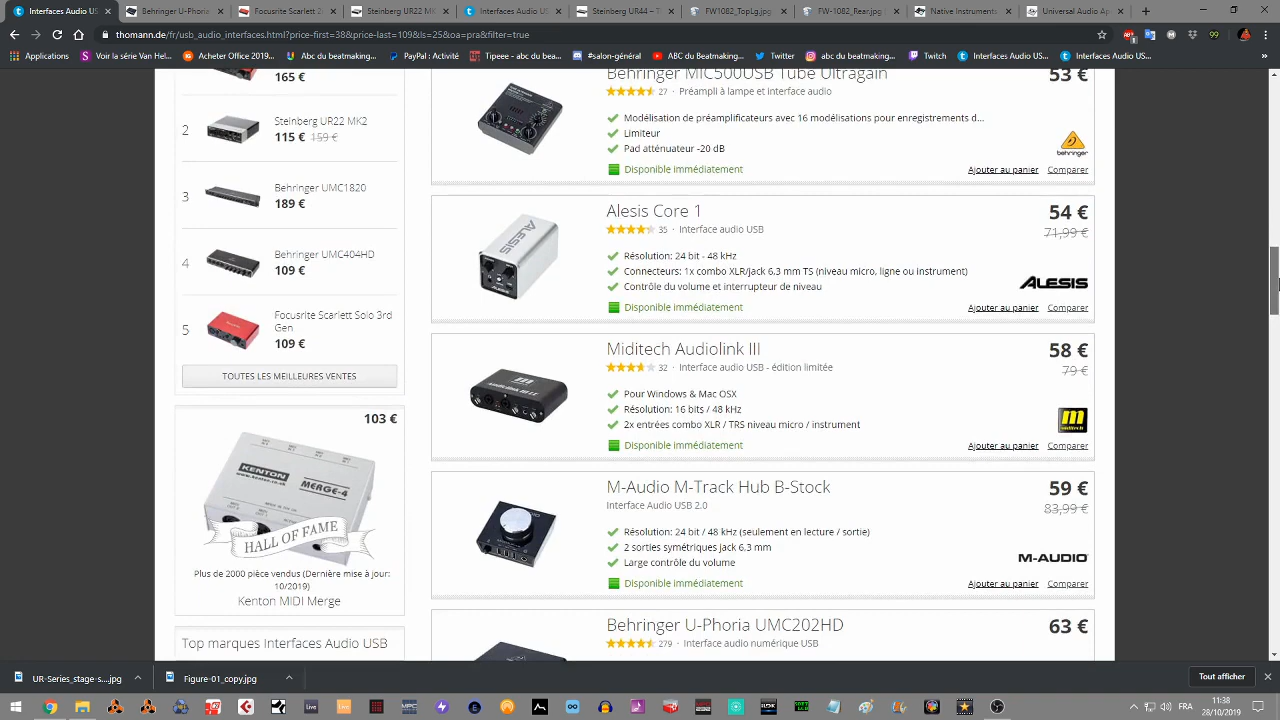 Interfaces Audio US
Behringer U-Phoria
Focusrite Scarlett 2
Steinberg UR22 MK
Interfaces Audio US
Steinberg UR44 – T
FW1082_TopLg.jpg
FW-1082_Rear.jpg
Native Instruments
Universal Audio Ap
thomann.de/fr/usb_audio_interfaces.html?price-first=38&price-last=109&ls=25&oa=pra&filter=true
Applications
Voir la série Van Hel...
Acheter Office 2019...
ABC Du Beatmaking...
Tipeee - abc du be...
#salon-général
ABC du Beatmaking...
Twitter
abc du beatmaking...
Twitch
Interfaces Audio US...
Interfaces Audio US...
»
165 €
2
Steinberg UR22 MK2
115 € 159 €
3
Behringer UMC1820
189 €
4
Behringer UMC404HD
109 €
5
Focusrite Scarlett Solo 3rd
Gen
109 €
TOUTES LES MEILLEURES VENTES
103 €
KENTON
MERGE-4
HALL OF FAME
Plus de 2000 pièce vendus (Dernière mise à jour:
10/2019)
Kenton MIDI Merge
Top marques Interfaces Audio USB
Behringer MIC500USB Tube Ultragain
53 €
27 · Préampli à lampe et interface audio
Modélisation de préamplificateurs avec 16 modélisations pour enregistrements d...
Limiteur
Pad atténuateur -20 dB
behringer
Disponible immédiatement
Ajouter au panier Comparer
Alesis Core 1
54 €
35 · Interface audio USB
71,99 €
Résolution: 24 bit - 48 kHz
Connecteurs: 1x combo XLR/jack 6,3 mm TS (niveau micro, ligne ou instrument)
Contrôle du volume et interrupteur de niveau
ALESIS
Disponible immédiatement
Ajouter au panier Comparer
Miditech Audiolink III
58 €
32 · Interface audio USB - édition limitée
79 €
Pour Windows & Mac OSX
Résolution: 16 bits / 48 kHz
2x entrées combo XLR / TRS niveau micro / instrument
miditech
Disponible immédiatement
Ajouter au panier Comparer
M-Audio M-Track Hub B-Stock
59 €
Interface Audio USB 2.0
83,99 €
Résolution: 24 bit / 48 kHz (seulement en lecture / sortie)
2 sorties symétriques jack 6,3 mm
Large contrôle du volume
M-AUDIO
Disponible immédiatement
Ajouter au panier Comparer
Behringer U-Phoria UMC202HD
63 €
279 · Interface audio numérique USB
UR-Series_stage-s....jpg
Figure-01_copy.jpg
Tout afficher
FRA
11:38
28/10/2019